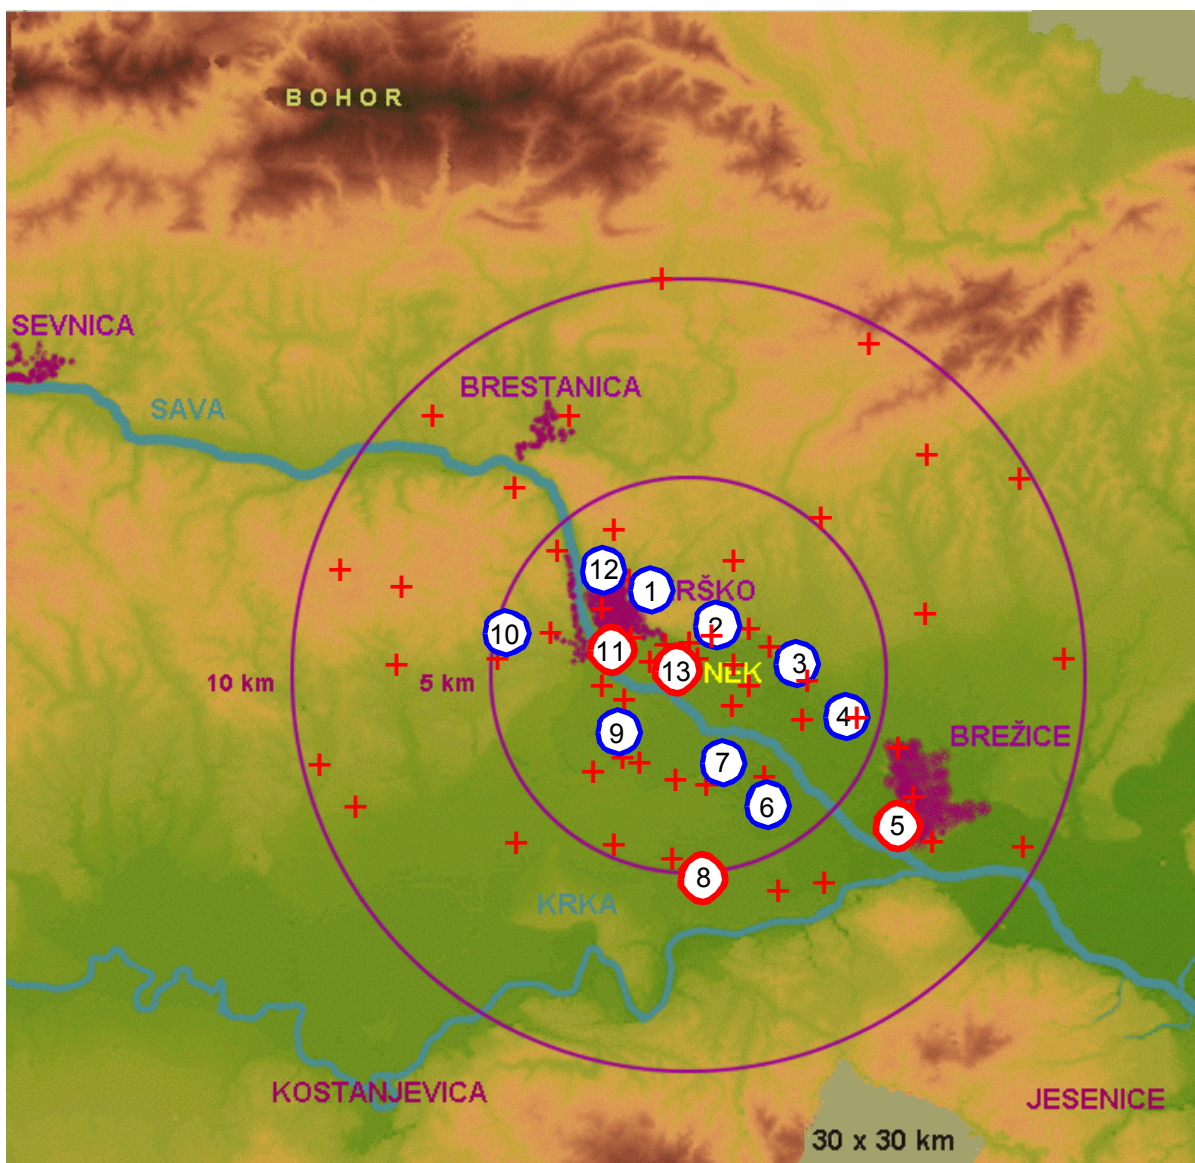 BOHOR
SEVNICA
BRESTANICA
SAVA
12
1
RŠKO
2
10
11
3
13
NEK
10 km
5 km
4
9
BREŽICE
7
6
5
8
KRKA
KOSTANJEVICA
JESENICE
30 x 30 km